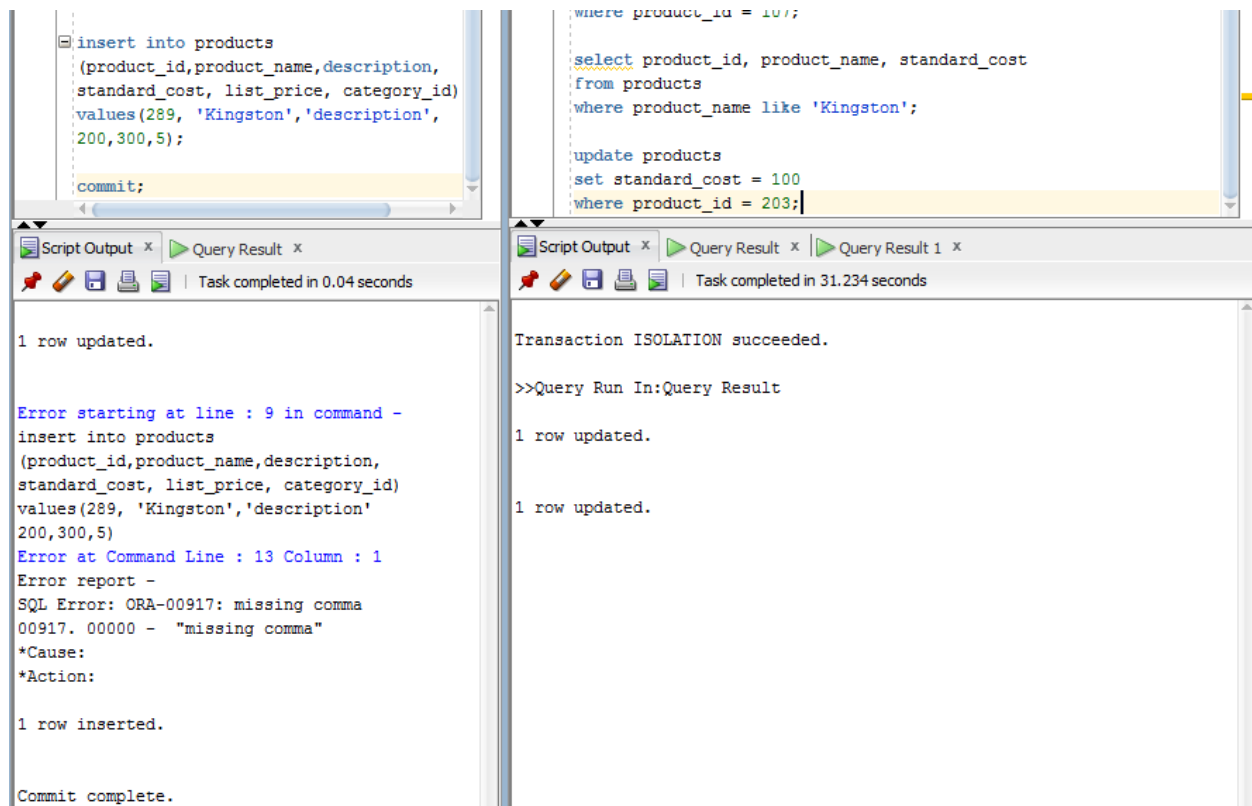 insert into products
(product_id,product_name,description,
standard_cost, list_price, category_id)
values(289, 'Kingston','description',
200,300,5);
commit;
Script Output x Query Result x
Task completed in 0.04 seconds
1 row updated.
Error starting at line : 9 in command -
insert into products
(product_id,product_name,description,
standard_cost, list_price, category_id)
values(289, 'Kingston','description'
200,300,5)
Error at Command Line : 13 Column : 1
Error report -
SQL Error: ORA-00917: missing comma
00917. 00000 -  "missing comma"
*Cause:
*Action:
1 row inserted.
Commit complete.
where product_id = 107;
select product_id, product_name, standard_cost
from products
where product_name like 'Kingston';
update products
set standard_cost = 100
where product_id = 203;
Script Output x Query Result x Query Result 1 x
Task completed in 31.234 seconds
Transaction ISOLATION succeeded.
>>Query Run In:Query Result
1 row updated.
1 row updated.